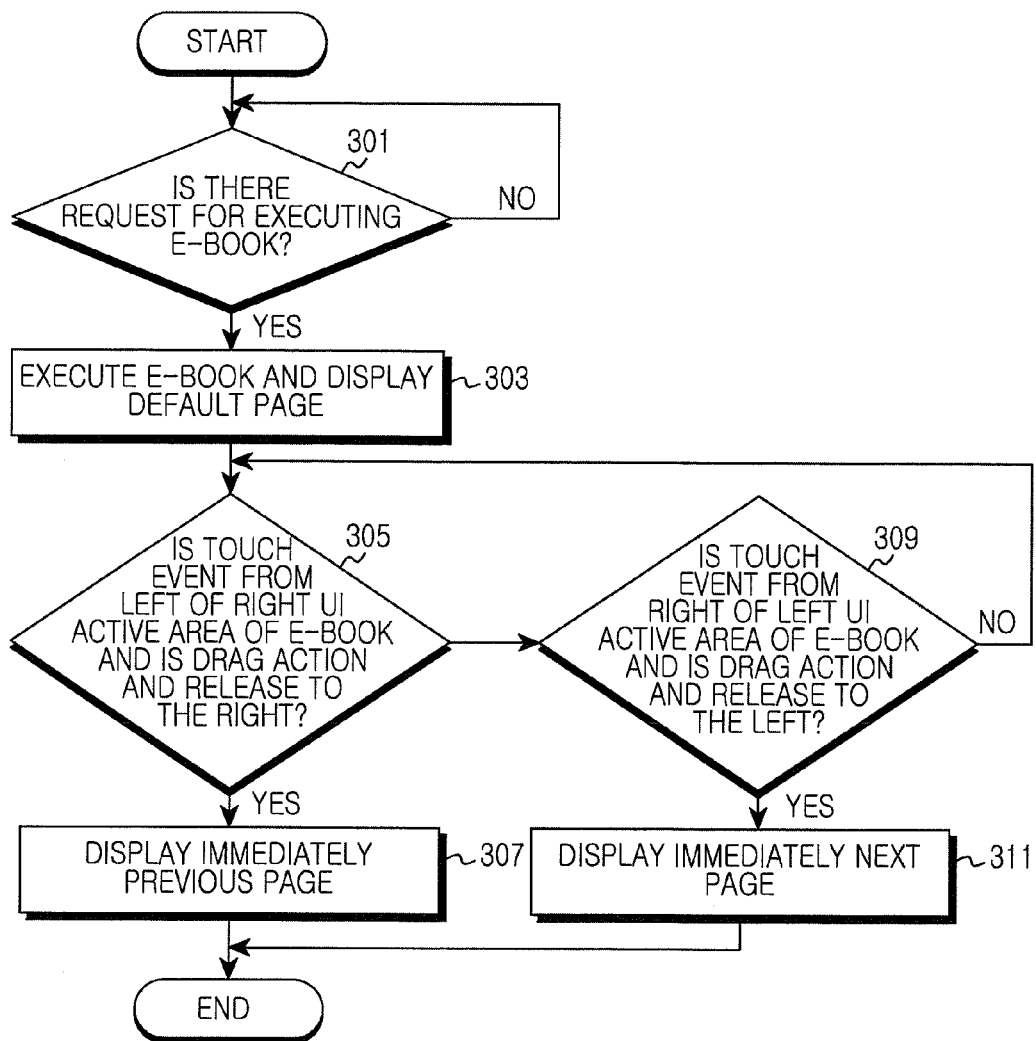 START
301
IS THERE
REQUEST FOR EXECUTING
E-BOOK?
NO
YES
EXECUTE E-BOOK AND DISPLAY
DEFAULT PAGE
303
305
IS TOUCH
EVENT FROM
LEFT OF RIGHT UI
ACTIVE AREA OF E-BOOK
AND IS DRAG ACTION
AND RELEASE TO
THE RIGHT?
309
IS TOUCH
EVENT FROM
RIGHT OF LEFT UI
ACTIVE AREA OF E-BOOK
AND IS DRAG ACTION
AND RELEASE TO
THE LEFT?
NO
YES
DISPLAY IMMEDIATELY
PREVIOUS PAGE
307
YES
DISPLAY IMMEDIATELY NEXT
PAGE
311
END